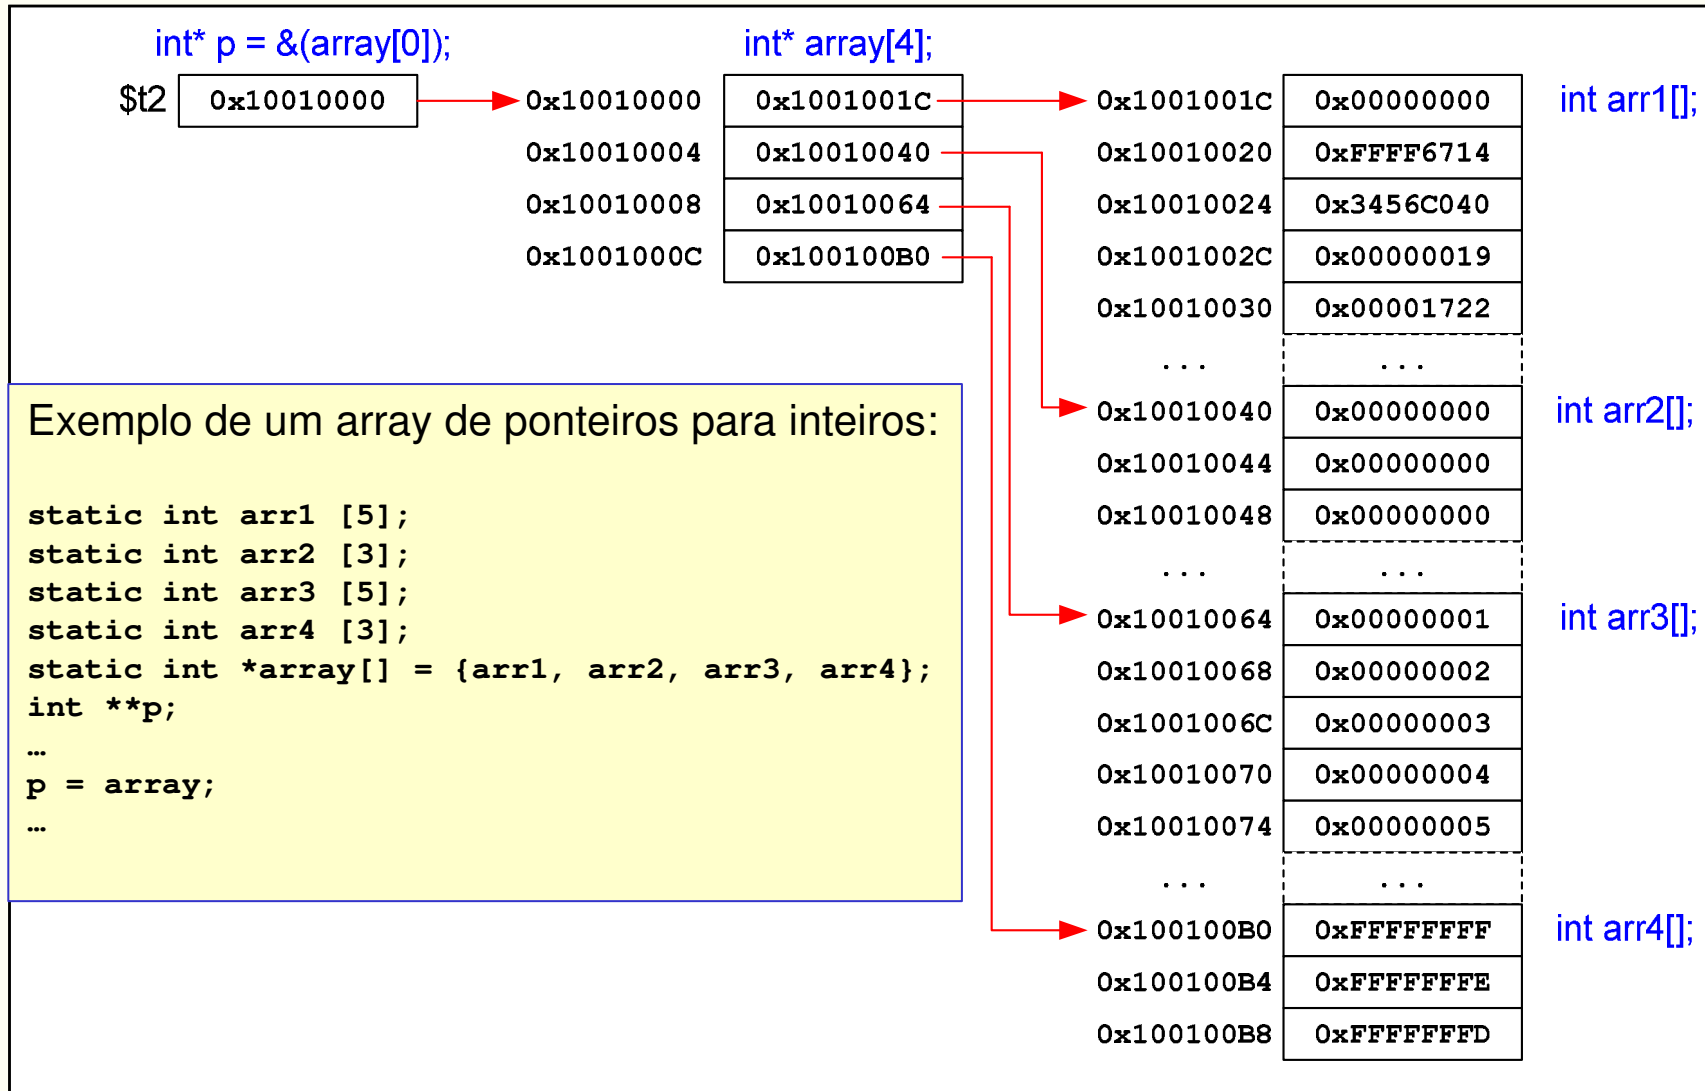 int* p = &(array[0]);
int* array[4];
$t2 0x10010000
0x10010000 0x1001001C
0x10010004 0x10010040
0x10010008 0x10010064
0x1001000C 0x100100B0
0x1001001C 0x00000000 int arr1[];
0x10010020 0xFFFF6714
0x10010024 0x3456C040
0x1001002C 0x00000019
0x10010030 0x00001722
... ...
0x10010040 0x00000000 int arr2[];
0x10010044 0x00000000
0x10010048 0x00000000
... ...
0x10010064 0x00000001 int arr3[];
0x10010068 0x00000002
0x1001006C 0x00000003
0x10010070 0x00000004
0x10010074 0x00000005
... ...
0x100100B0 0xFFFFFFFF int arr4[];
0x100100B4 0xFFFFFFFE
0x100100B8 0xFFFFFFFD
Exemplo de um array de ponteiros para inteiros:
static int arr1 [5];
static int arr2 [3];
static int arr3 [5];
static int arr4 [3];
static int *array[] = {arr1, arr2, arr3, arr4};
int **p;
…
p = array;
…